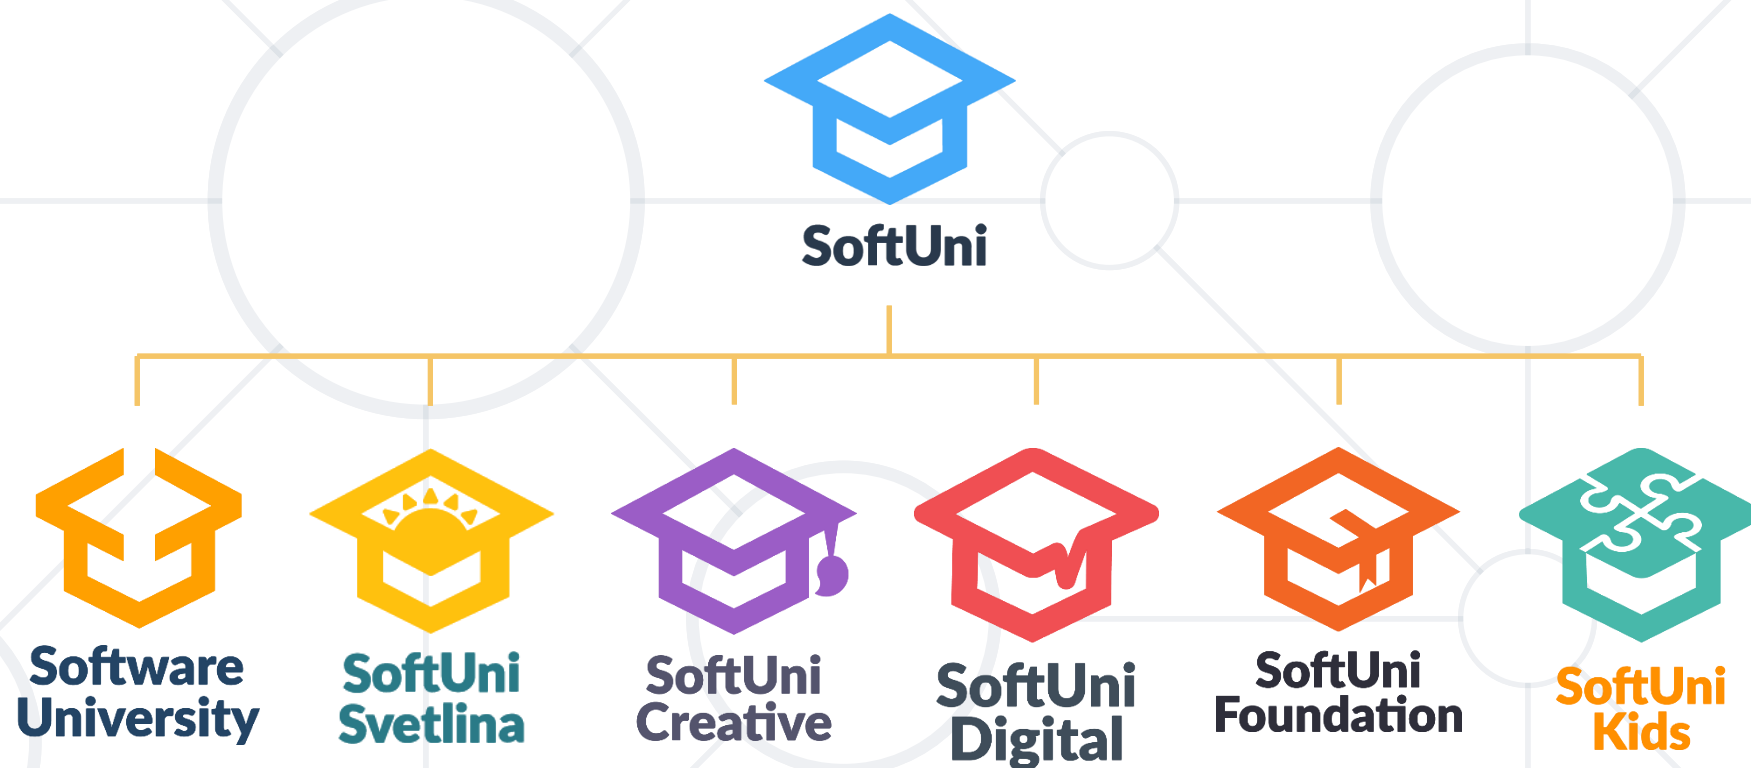 SoftUni
Software
University
SoftUni
Svetlina
SoftUni
Creative
SoftUni
Digital
SoftUni
Foundation
SoftUni
Kids